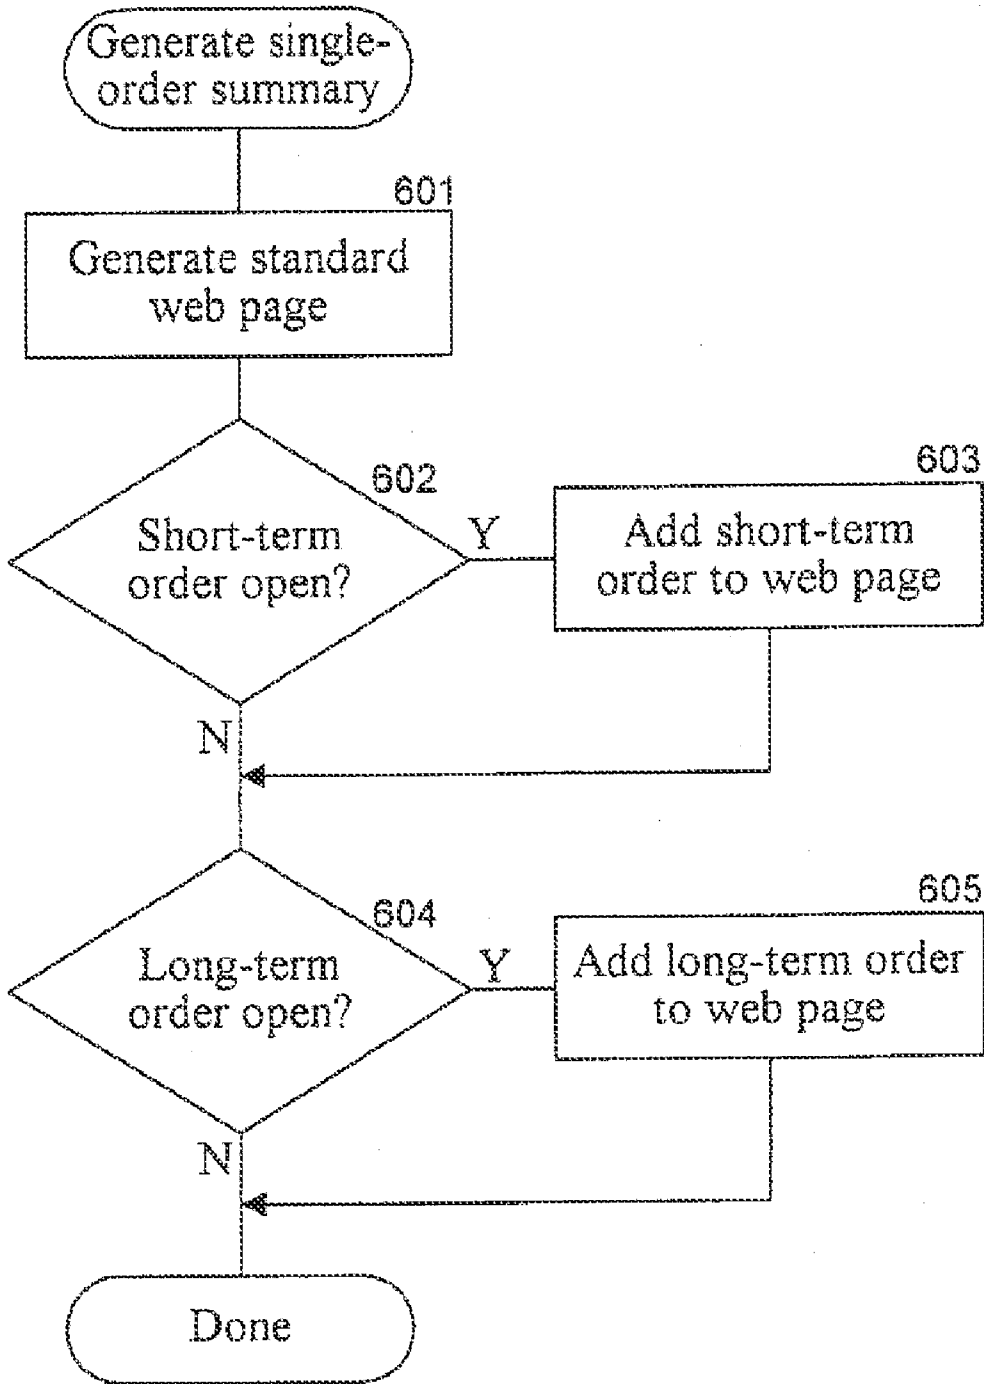 Generate single-
order summary
601
Generate standard
web page
602
Short-term
order open?
Y
603
Add short-term
order to web page
N
604
Long-term
order open?
Y
605
Add long-term order
to web page
N
Done